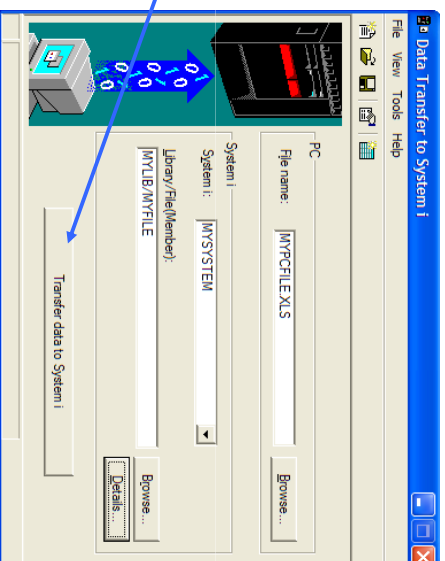 Data Transfer to System i
File View Tools Help
PC
File name:
MYPCFILE.XLS
Browse...
System i
System i:
MYSYSTEM
Library/File(Member):
MYLIB/MYFILE
Browse...
Details...
Transfer data to System i